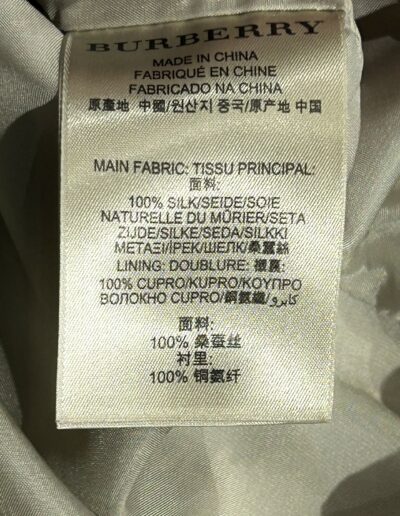 BURBERRY
MADE IN CHINA
FABRIQUÉ EN CHINE
FABRICADO NA CHINA
原產地 中國/원산지 중국/原产地 中国
MAIN FABRIC: TISSU PRINCIPAL:
面料:
100% SILK/SEIDE/SOIE
NATURELLE DU MÛRIER/SETA
ZIJDE/SILKE/SEDA/SILKKI
ΜΕΤΑΞΙ/İPEK/ШЕЛК/桑蠶絲
LINING: DOUBLURE: 襯裏:
100% CUPRO/KUPRO/ΚΟΥΠΡΟ
ВОЛОКНО CUPRO/銅氨纖/كابرو
面料:
100% 桑蚕丝
衬里:
100% 铜氨纤